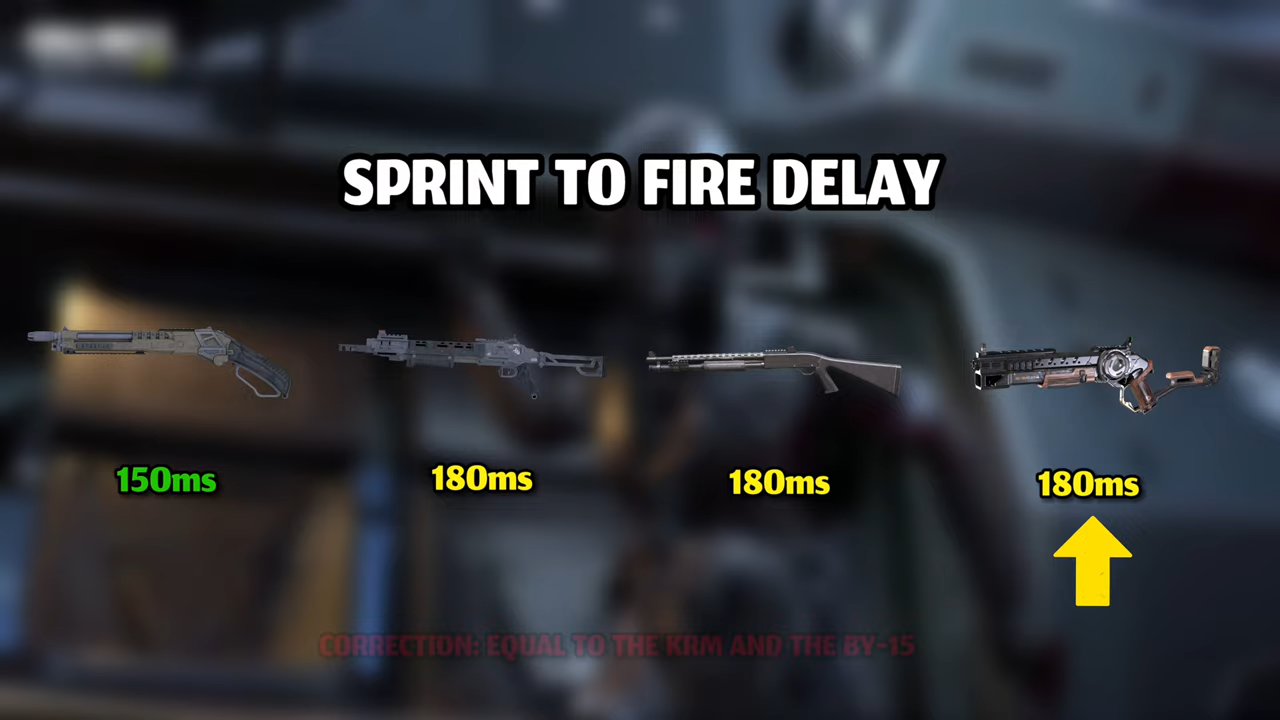 SPRINT TO FIRE DELAY
150ms
180ms
180ms
180ms
CORRECTION: EQUAL TO THE KRM AND THE BY-15